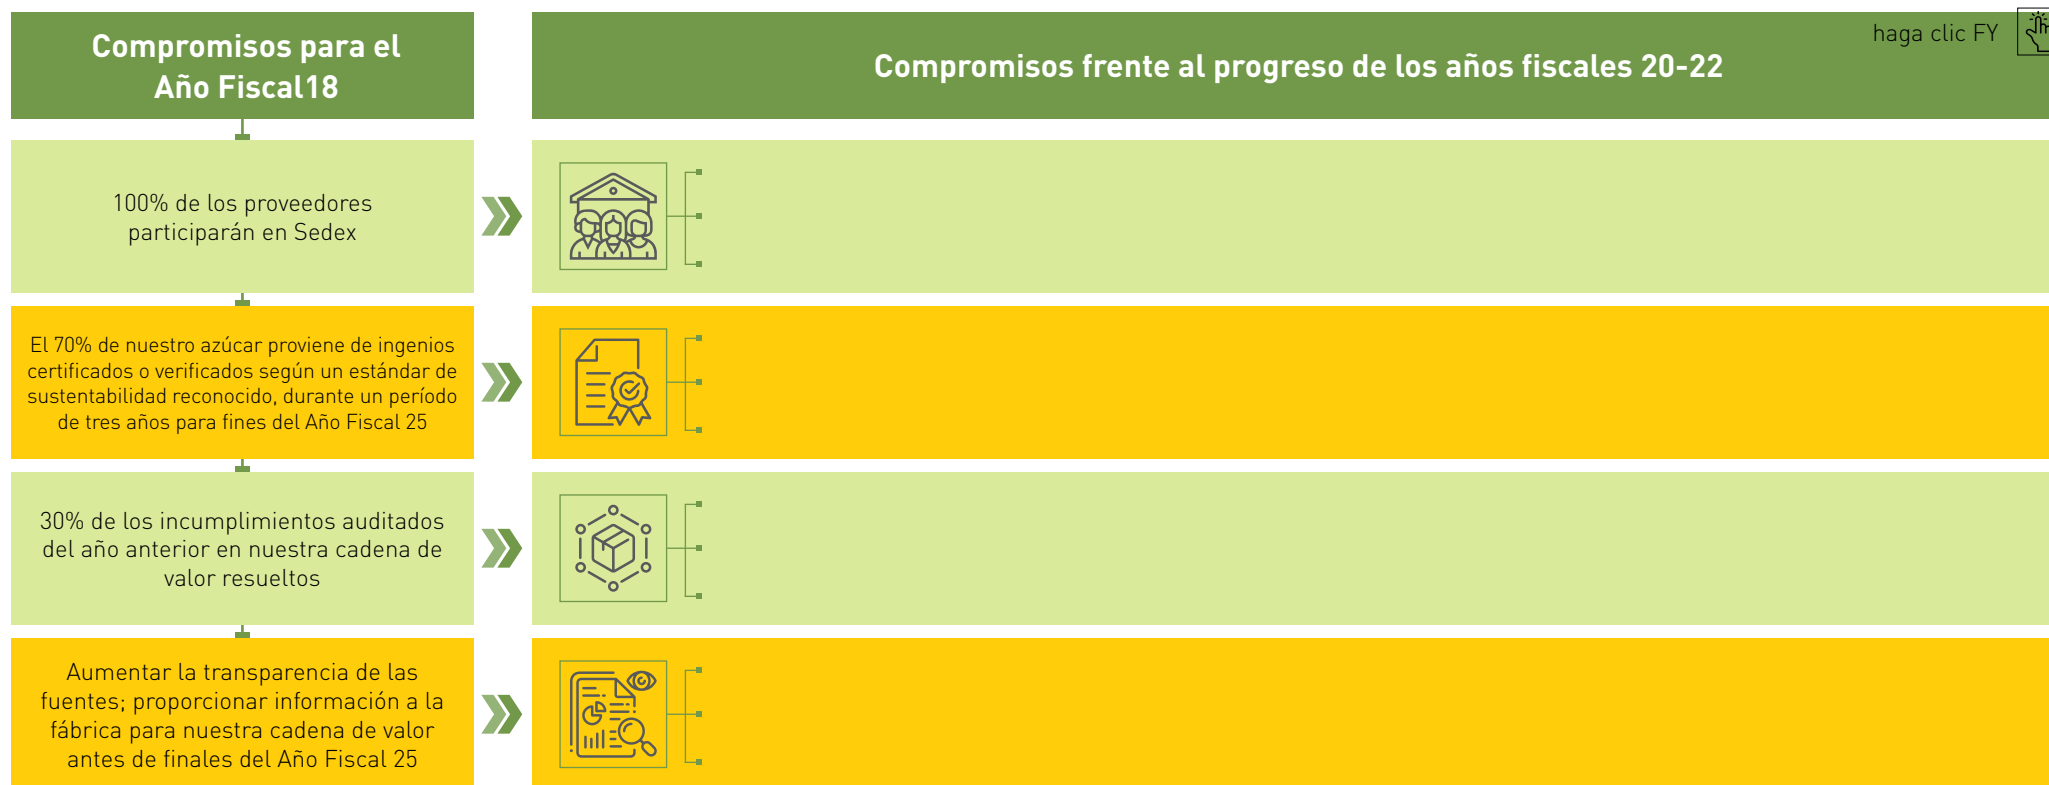 Compromisos para el
Año Fiscal18
haga clic FY
Compromisos frente al progreso de los años fiscales 20-22
100% de los proveedores
participarán en Sedex
El 70% de nuestro azúcar proviene de ingenios
certificados o verificados según un estándar de
sustentabilidad reconocido, durante un período
de tres años para fines del Año Fiscal 25
30% de los incumplimientos auditados
del año anterior en nuestra cadena de
valor resueltos
Aumentar la transparencia de las
fuentes; proporcionar información a la
fábrica para nuestra cadena de valor
antes de finales del Año Fiscal 25